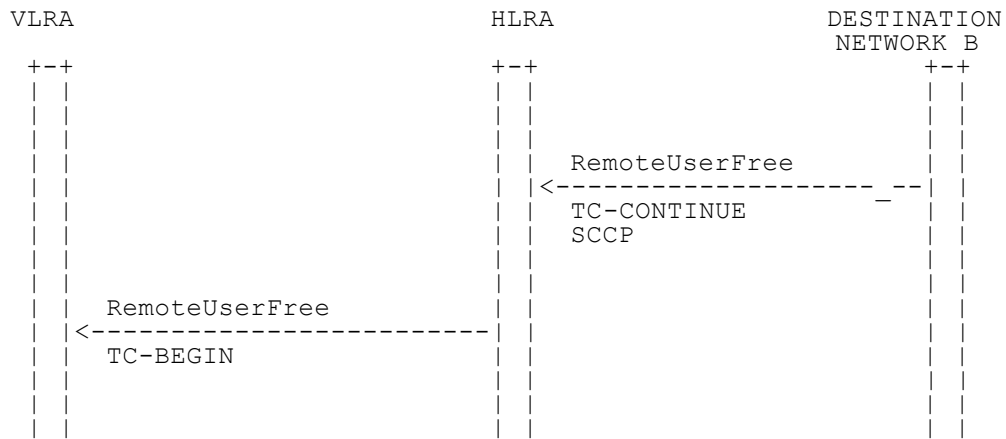 VLRA HLRA DESTINATION
NETWORK B
RemoteUserFree
TC-CONTINUE
SCCP
RemoteUserFree
TC-BEGIN